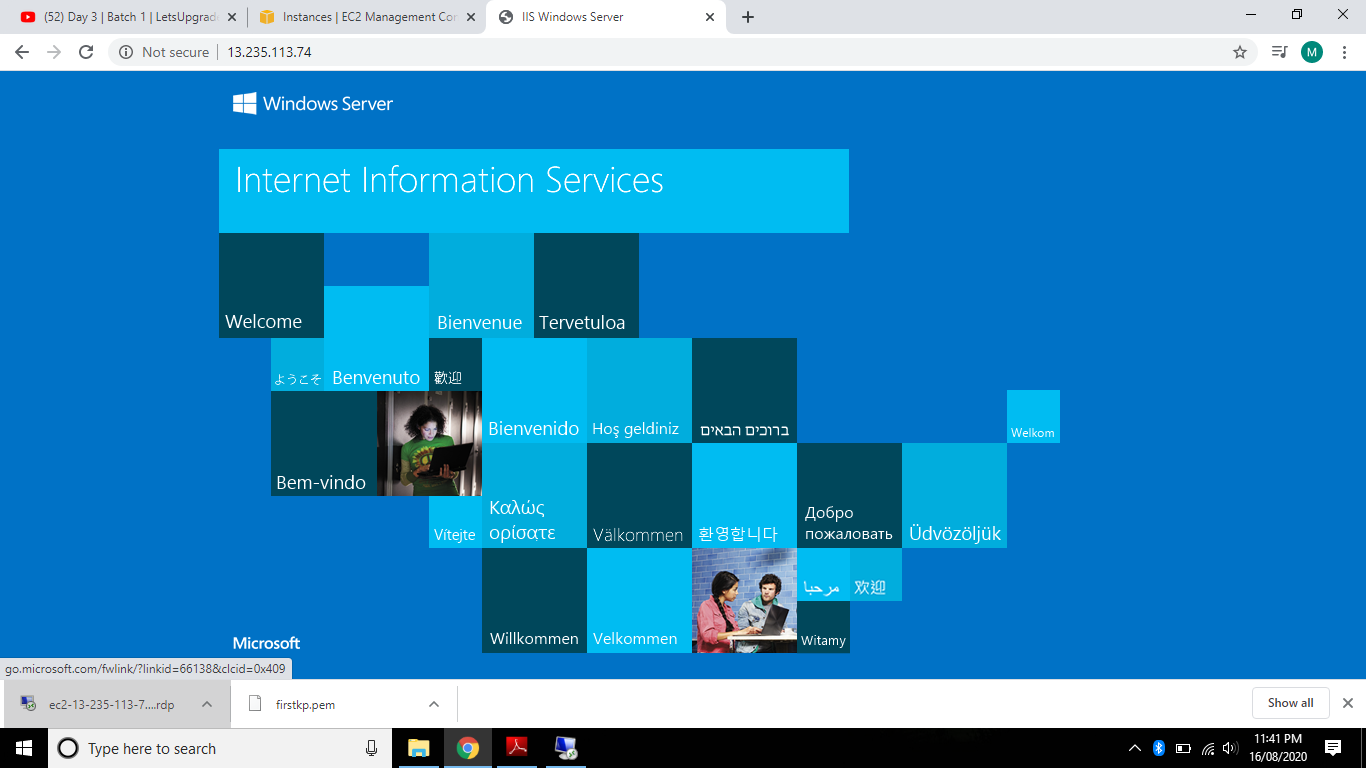 (52) Day 3 | Batch 1 | LetsUpgrad
Instances | EC2 Management Con
IIS Windows Server
Not secure
13.235.113.74
M
Windows Server
Internet Information Services
Welcome
Bienvenue
Tervetuloa
ようこそ
Benvenuto
歡迎
Bienvenido
Hoş geldiniz
ברוכים הבאים
Welkom
Bem-vindo
Vítejte
Καλώς
ορίσατε
Välkommen
환영합니다
Добро
пожаловать
Üdvözöljük
Willkommen
Velkommen
مرحبا
欢迎
Witamy
Microsoft
go.microsoft.com/fwlink/?linkid=66138&clcid=0x409
ec2-13-235-113-7....rdp
firstkp.pem
Show all
Type here to search
11:41 PM
16/08/2020